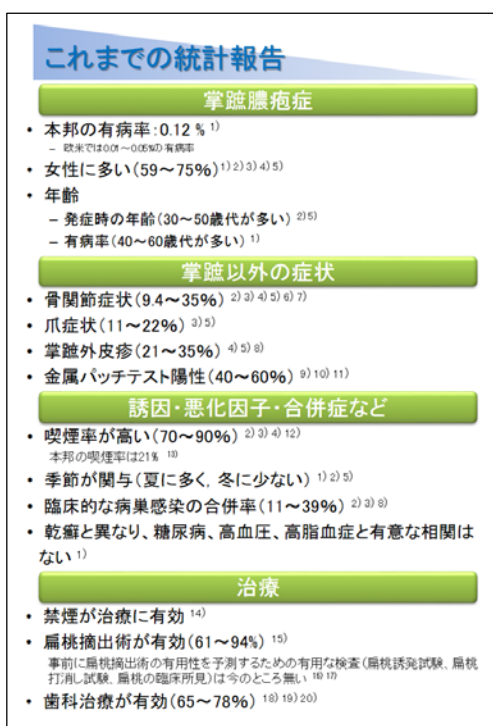 これまでの統計報告
掌蹠膿疱症
• 本邦の有病率:0.12 % 1)
– 欧米では0.01～0.05%の有病率
• 女性に多い(59～75%)1) 2) 3) 4) 5)
• 年齢
– 発症時の年齢(30～50歳代が多い) 2) 5)
– 有病率(40～60歳代が多い) 1)
掌蹠以外の症状
• 骨関節症状(9.4～35%) 2) 3) 4) 5) 6) 7)
• 爪症状(11～22%) 3) 5)
• 掌蹠外皮疹(21～35%) 4) 5) 8)
• 金属パッチテスト陽性(40～60%) 9) 10) 11)
誘因・悪化因子・合併症など
• 喫煙率が高い(70～90%) 2) 3) 4) 12)
本邦の喫煙率は21% 13)
• 季節が関与(夏に多く,冬に少ない) 1) 2) 5)
• 臨床的な病巣感染の合併率(11～39%) 2) 3) 8)
• 乾癬と異なり、糖尿病、高血圧、高脂血症と有意な相関は
ない 1)
治療
• 禁煙が治療に有効 14)
• 扁桃摘出術が有効(61～94%) 15)
事前に扁桃摘出術の有用性を予測するための有用な検査(扁桃誘発試験、扁桃
打消し試験、扁桃の臨床所見)は今のところ無い 16) 17)
• 歯科治療が有効(65～78%) 18) 19) 20)